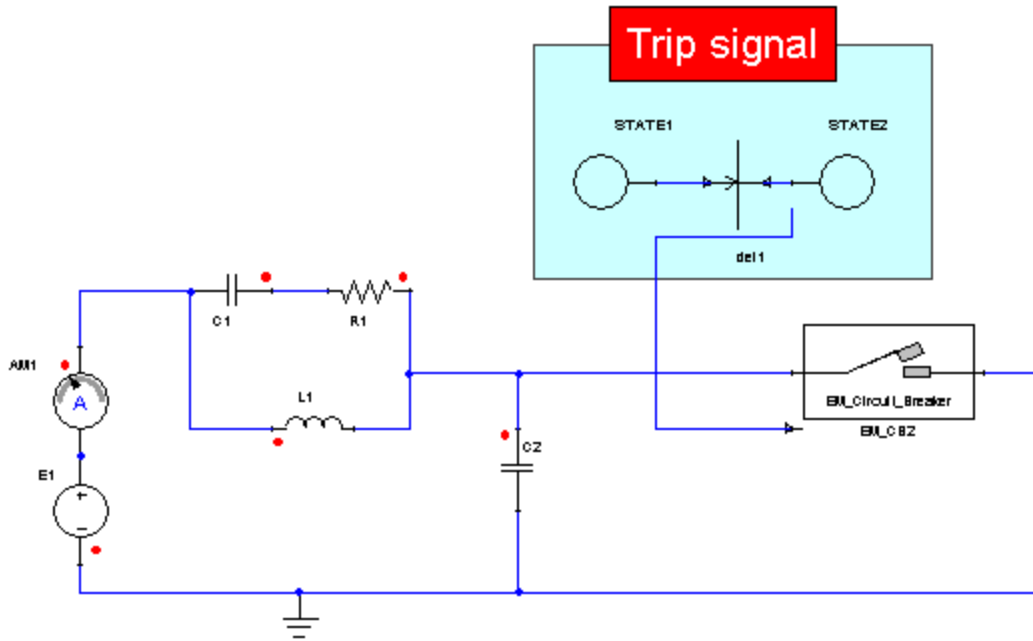 Trip signal
STATE1
STATE2
del1
C1
R1
AM1
A
L1
EM_Circuit_Breaker
EM_CB2
C2
E1